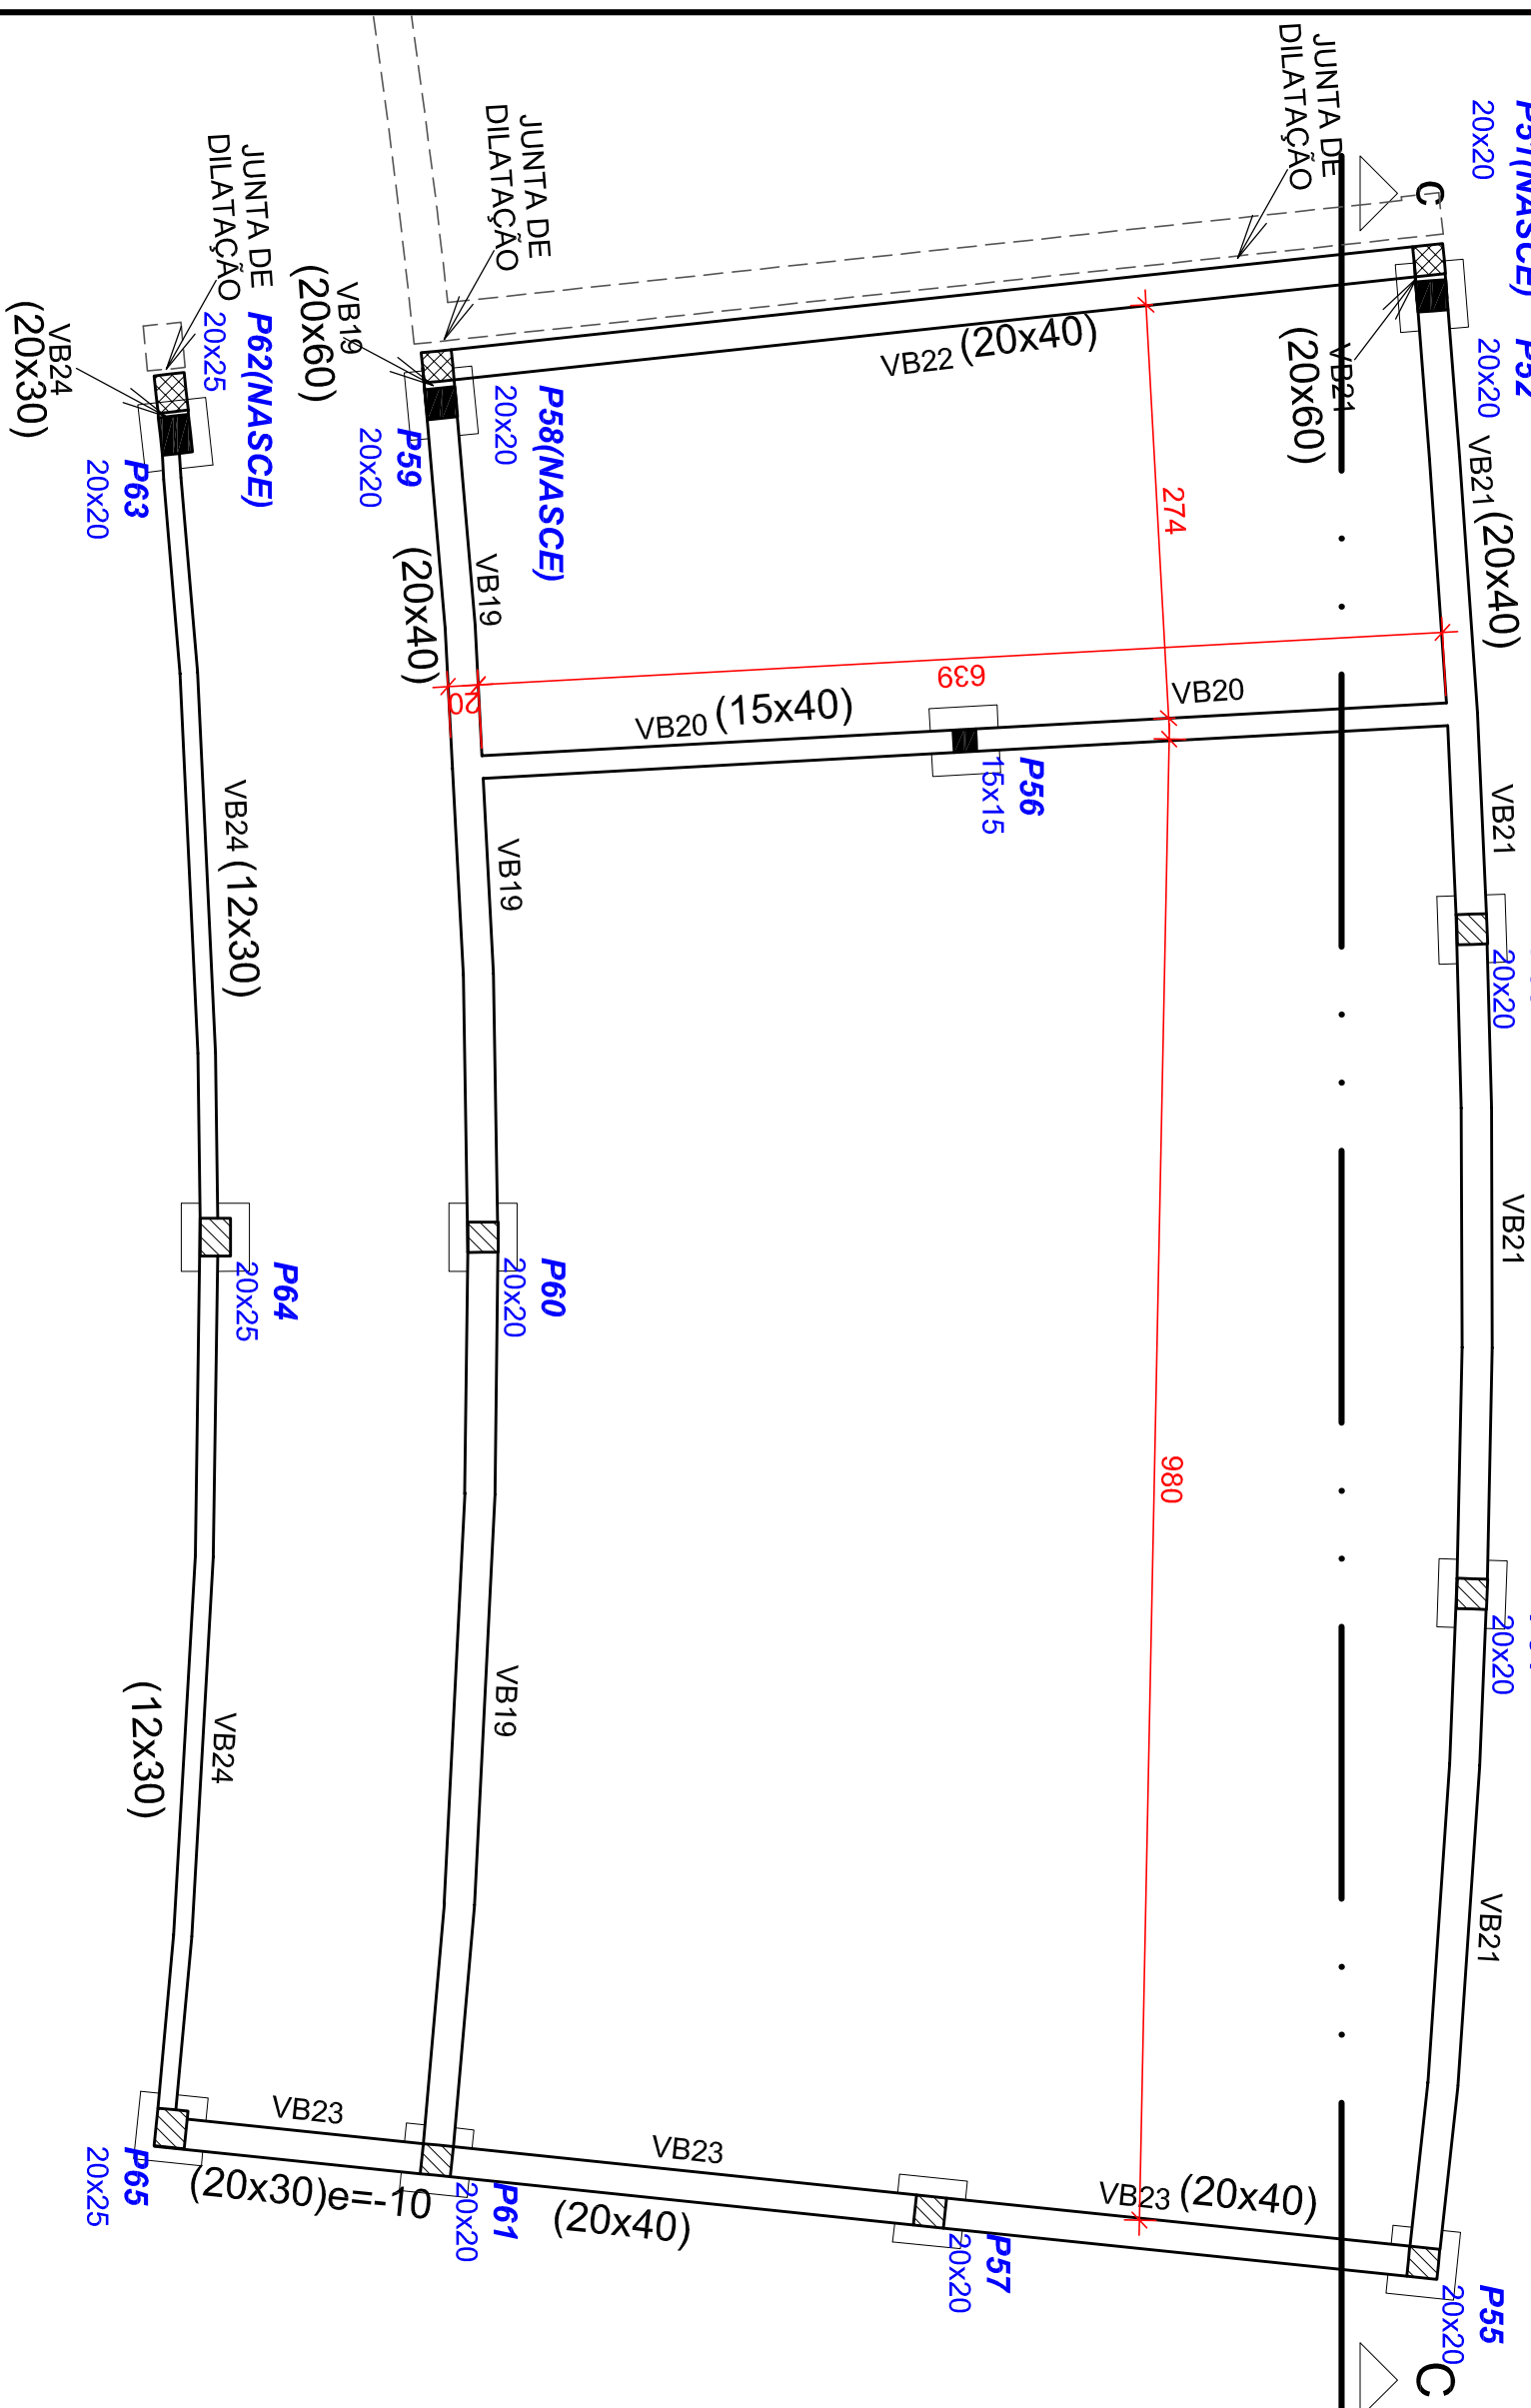 P51(NASCE)
20x20
JUNTA DE
DILATAÇÃO
C
P52
20x20
VB21
(20x60)
VB21 (20x40)
JUNTA DE
DILATAÇÃO
JUNTA DE
DILATAÇÃO
VB22 (20x40)
274
P58(NASCE)
20x20
VB19
(20x60)
P59
20x20
P62(NASCE)
20x25
VB24
(20x30)
P63
20x20
VB19
(20x40)
20
639
VB20
VB20 (15x40)
P56
15x15
VB21
20x20
VB19
VB24 (12x30)
VB21
P60
20x20
P64
20x25
980
20x20
VB19
VB24
(12x30)
VB21
VB23
VB23
VB23 (20x40)
P65
20x25
(20x30)e=-10
P61
20x20
(20x40)
P57
20x20
P55
20x20
C